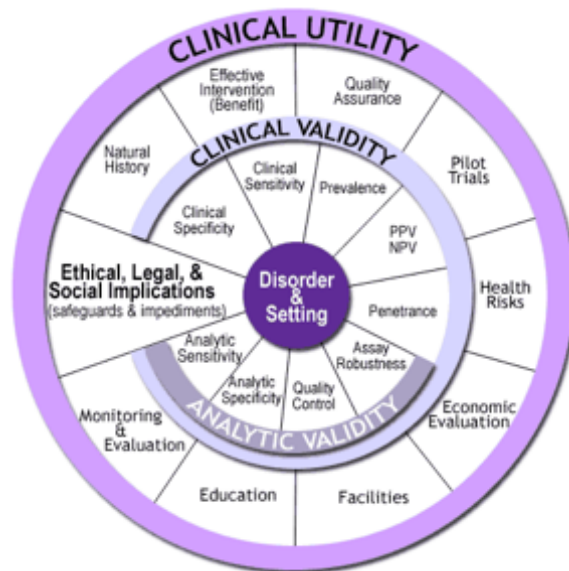 CLINICAL UTILITY
Effective
Intervention
(Benefit)
Quality
Assurance
Natural
History
CLINICAL VALIDITY
Pilot
Trials
Clinical
Sensitivity
Prevalence
Clinical
Specificity
PPV
NPV
Ethical, Legal, &
Social Implications
(safeguards & impediments)
Disorder
&
Setting
Health
Risks
Penetrance
Analytic
Sensitivity
Assay
Robustness
Analytic
Specificity
Quality
Control
ANALYTIC VALIDITY
Monitoring
&
Evaluation
Economic
Evaluation
Education
Facilities